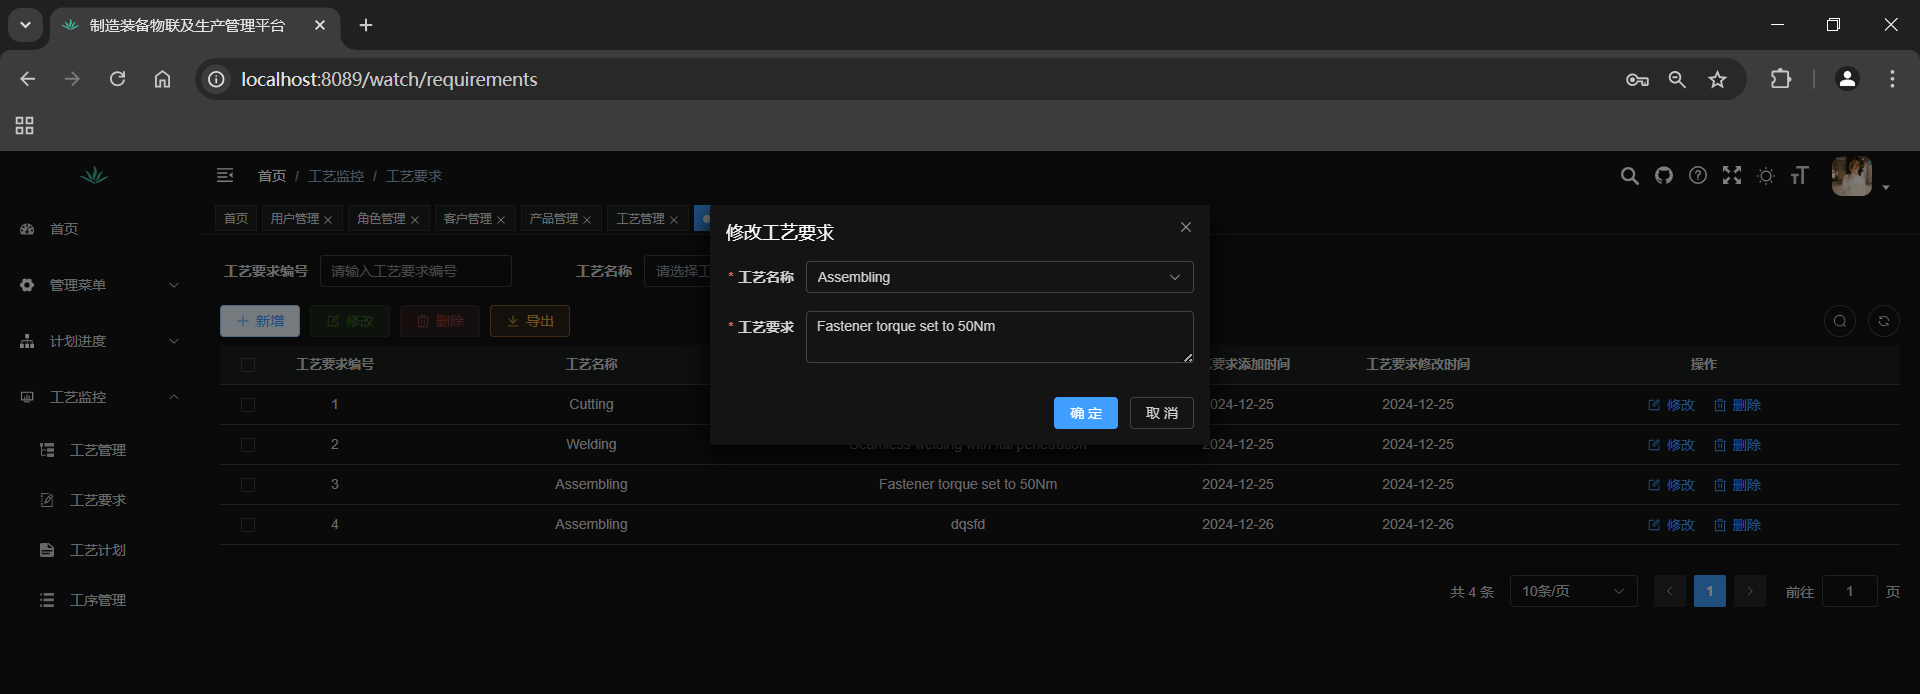 制造装备物联及生产管理平台
localhost:8089/watch/requirements
首页 / 工艺监控 / 工艺要求
首页
用户管理
角色管理
客户管理
产品管理
工艺管理
首页
管理菜单
计划进度
工艺监控
工艺管理
工艺要求
工艺计划
工序管理
工艺要求编号 请输入工艺要求编号 工艺名称 请选择工
新增 修改 删除 导出
工艺要求编号 工艺名称 要求添加时间 工艺要求修改时间 操作
1 Cutting 2024-12-25 2024-12-25 修改 删除
2 Welding Seamless welding with full penetration 2024-12-25 2024-12-25 修改 删除
3 Assembling Fastener torque set to 50Nm 2024-12-25 2024-12-25 修改 删除
4 Assembling dqsfd 2024-12-26 2024-12-26 修改 删除
共 4 条 10条/页 1 前往 1 页
修改工艺要求
* 工艺名称 Assembling
* 工艺要求 Fastener torque set to 50Nm
确 定 取 消